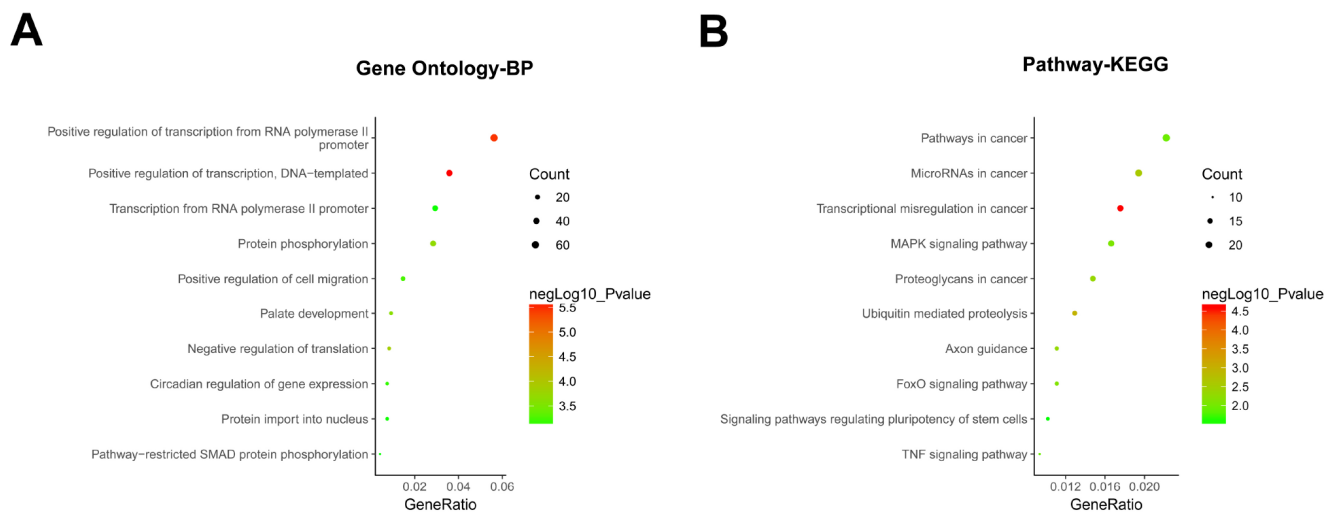 A
Gene Ontology-BP
Positive regulation of transcription from RNA polymerase II
promoter
Positive regulation of transcription, DNA−templated
Transcription from RNA polymerase II promoter
Protein phosphorylation
Positive regulation of cell migration
Palate development
Negative regulation of translation
Circadian regulation of gene expression
Protein import into nucleus
Pathway−restricted SMAD protein phosphorylation
0.02 0.04 0.06
GeneRatio
Count
20
40
60
negLog10_Pvalue
5.5
5.0
4.5
4.0
3.5
B
Pathway-KEGG
Pathways in cancer
MicroRNAs in cancer
Transcriptional misregulation in cancer
MAPK signaling pathway
Proteoglycans in cancer
Ubiquitin mediated proteolysis
Axon guidance
FoxO signaling pathway
Signaling pathways regulating pluripotency of stem cells
TNF signaling pathway
0.012 0.016 0.020
GeneRatio
Count
10
15
20
negLog10_Pvalue
4.5
4.0
3.5
3.0
2.5
2.0